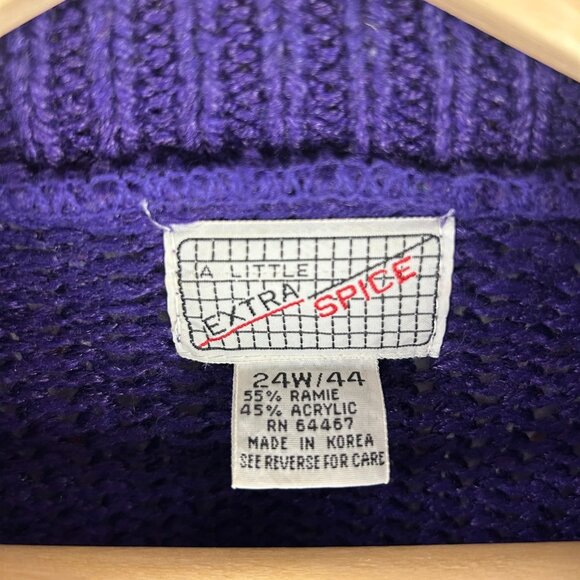 A LITTLE
EXTRA SPICE
24W/44
55% RAMIE
45% ACRYLIC
RN 64467
MADE IN KOREA
SEE REVERSE FOR CARE